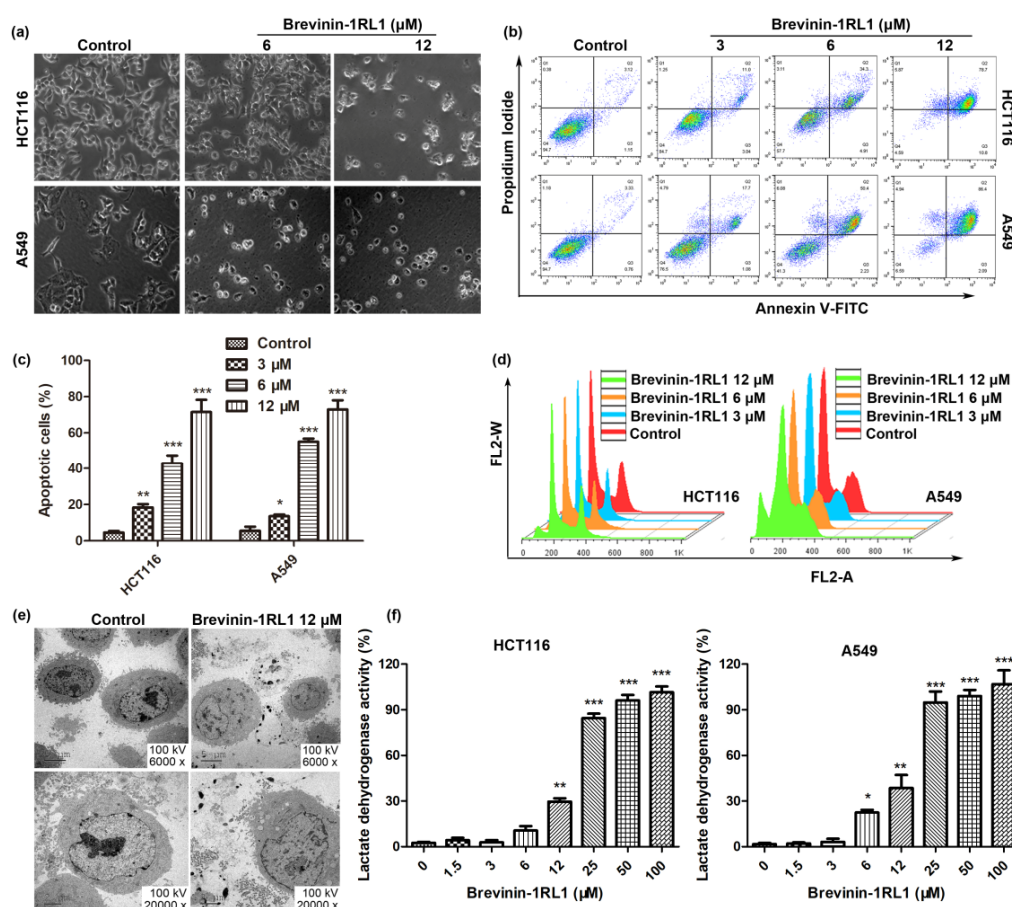 (a)
Brevinin-1RL1 (µM)
Control 6 12
HCT116
A549
(b)
Brevinin-1RL1 (µM)
Control 3 6 12
Propidium Iodide
HCT116
A549
Annexin V-FITC
(c)
Control
3 µM
6 µM
12 µM
Apoptotic cells (%)
100
80
60
40
20
0
** *** ***
* *** ***
HCT116 A549
(d)
Brevinin-1RL1 12 µM
Brevinin-1RL1 6 µM
Brevinin-1RL1 3 µM
Control
HCT116
Brevinin-1RL1 12 µM
Brevinin-1RL1 6 µM
Brevinin-1RL1 3 µM
Control
A549
FL2-W
0 200 400 600 800 1K
0 200 400 600 800 1K
FL2-A
(e)
Control Brevinin-1RL1 12 µM
100 kV
6000 x
100 kV
6000 x
100 kV
20000 x
100 kV
20000 x
(f)
HCT116
Lactate dehydrogenase activity (%)
120
90
60
30
0
** *** *** ***
0 1.5 3 6 12 25 50 100
Brevinin-1RL1 (µM)
A549
Lactate dehydrogenase activity (%)
120
90
60
30
0
* ** *** *** ***
0 1.5 3 6 12 25 50 100
Brevinin-1RL1 (µM)